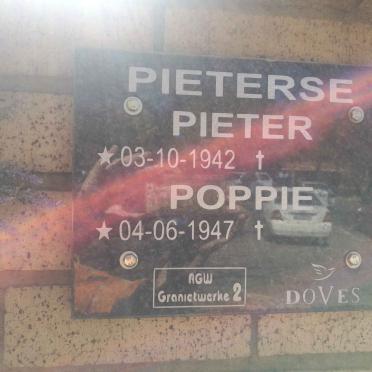 PIETERSE
PIETER
★ 03-10-1942 †
POPPIE
★ 04-06-1947 †
AGW
Granietwerke 2
DOVES